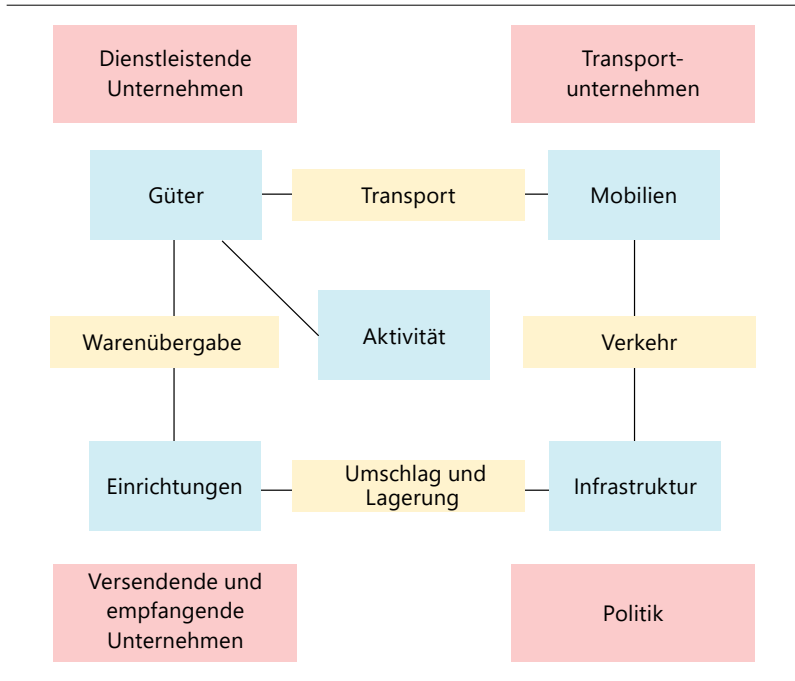 Dienstleistende
Unternehmen
Transport-
unternehmen
Güter
Transport
Mobilien
Warenübergabe
Aktivität
Verkehr
Einrichtungen
Umschlag und
Lagerung
Infrastruktur
Versendende und
empfangende
Unternehmen
Politik